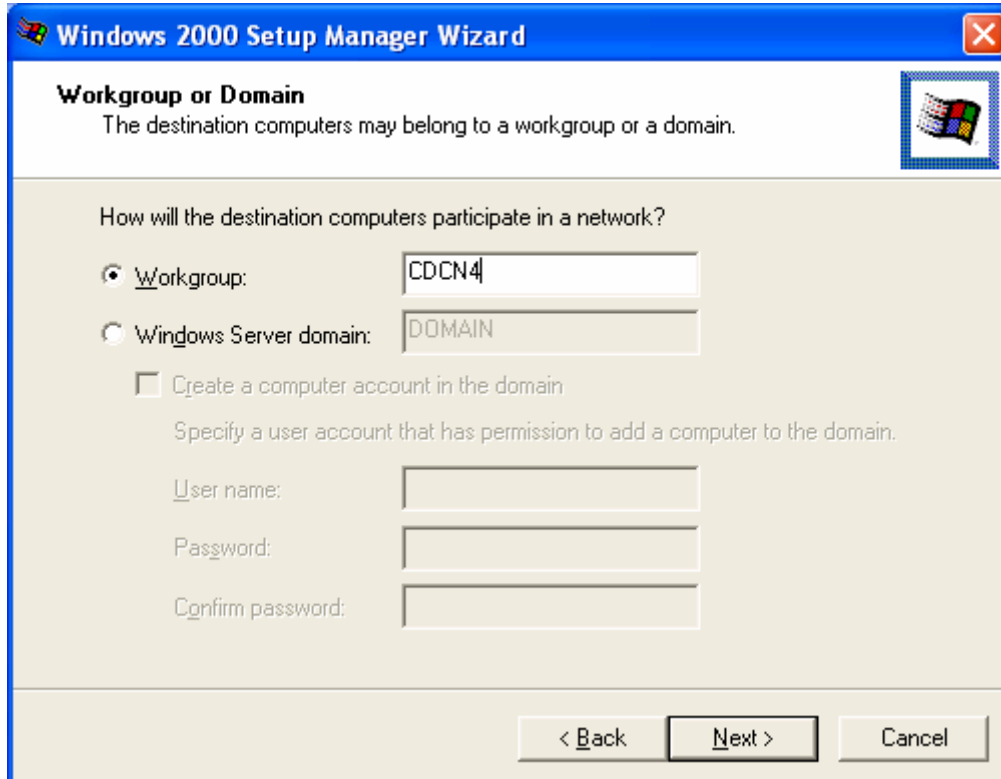 Windows 2000 Setup Manager Wizard
Workgroup or Domain
The destination computers may belong to a workgroup or a domain.
How will the destination computers participate in a network?
Workgroup: CDCN4
Windows Server domain: DOMAIN
Create a computer account in the domain
Specify a user account that has permission to add a computer to the domain.
User name:
Password:
Confirm password:
< Back Next > Cancel